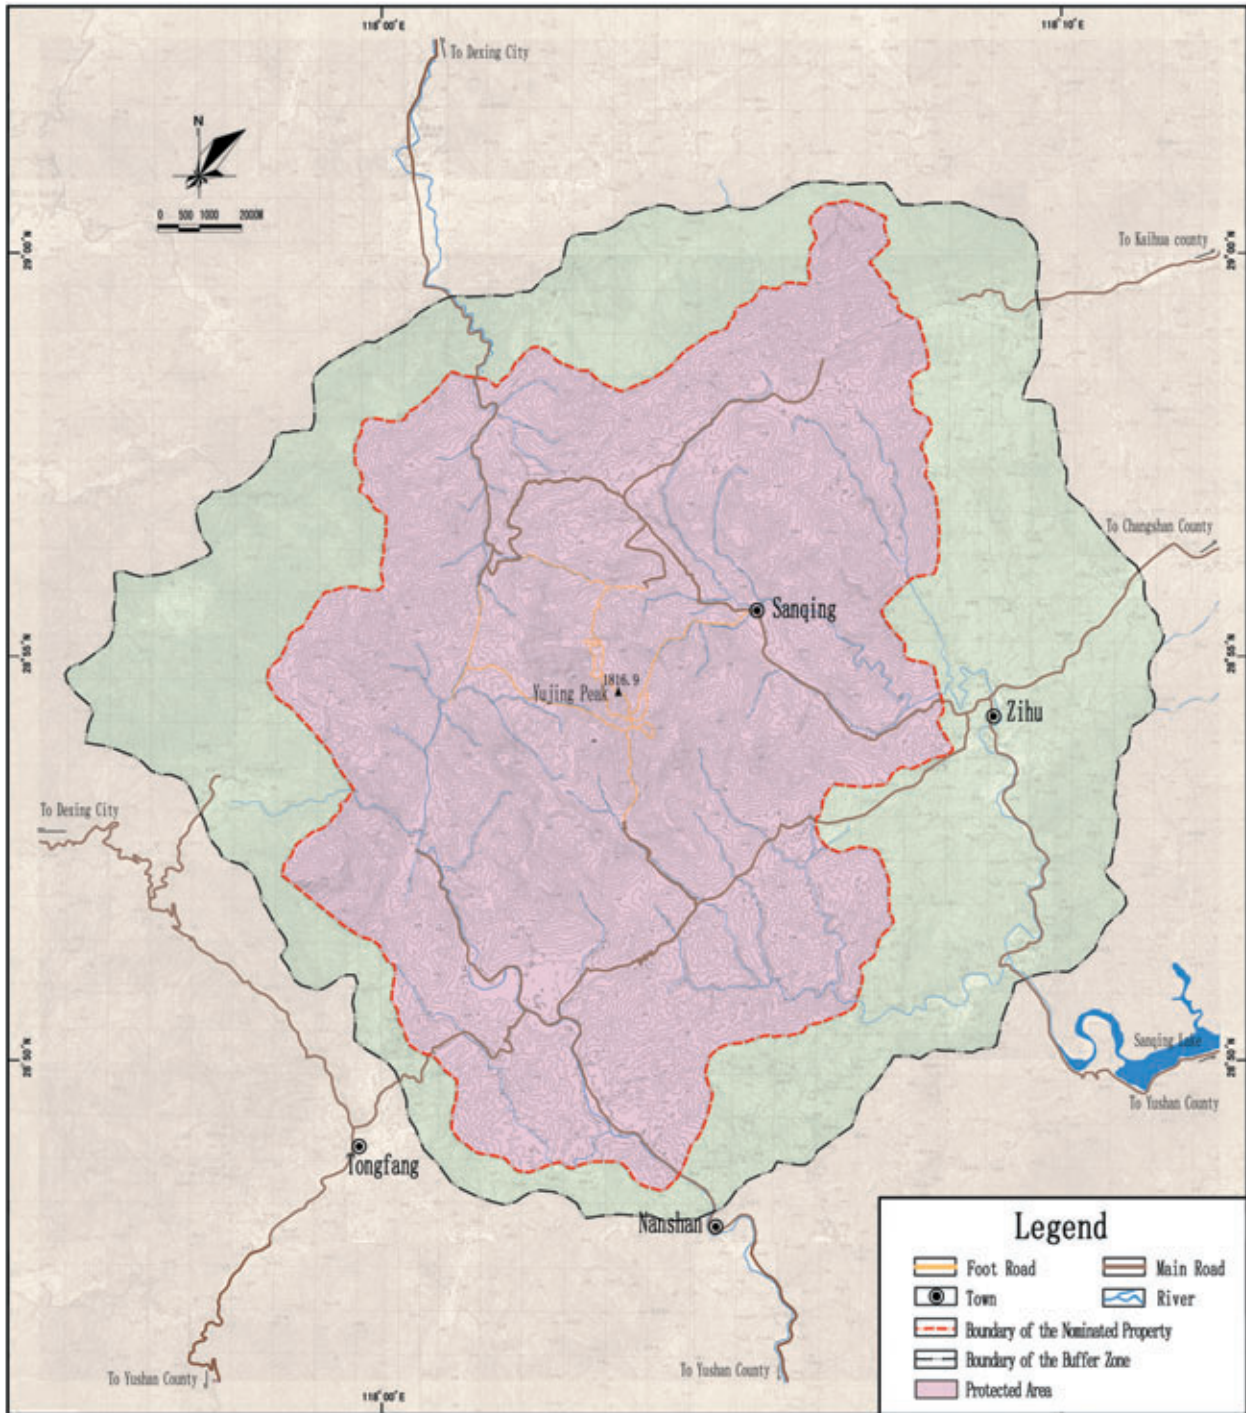 118°00′E
118°10′E
To Dexing City
N
0 500 1000 2000M
29°00′N
To Kaihua county
29°00′N
To Changshan County
Sanqing
28°55′N
28°55′N
1816.9
Yujing Peak
Zihu
To Dexing City
28°50′N
Sanqing Lake
28°50′N
To Yushan County
Tongfang
Nanshan
To Yushan County
To Yushan County
118°00′E
Legend
Foot Road
Main Road
Town
River
Boundary of the Nominated Property
Boundary of the Buffer Zone
Protected Area